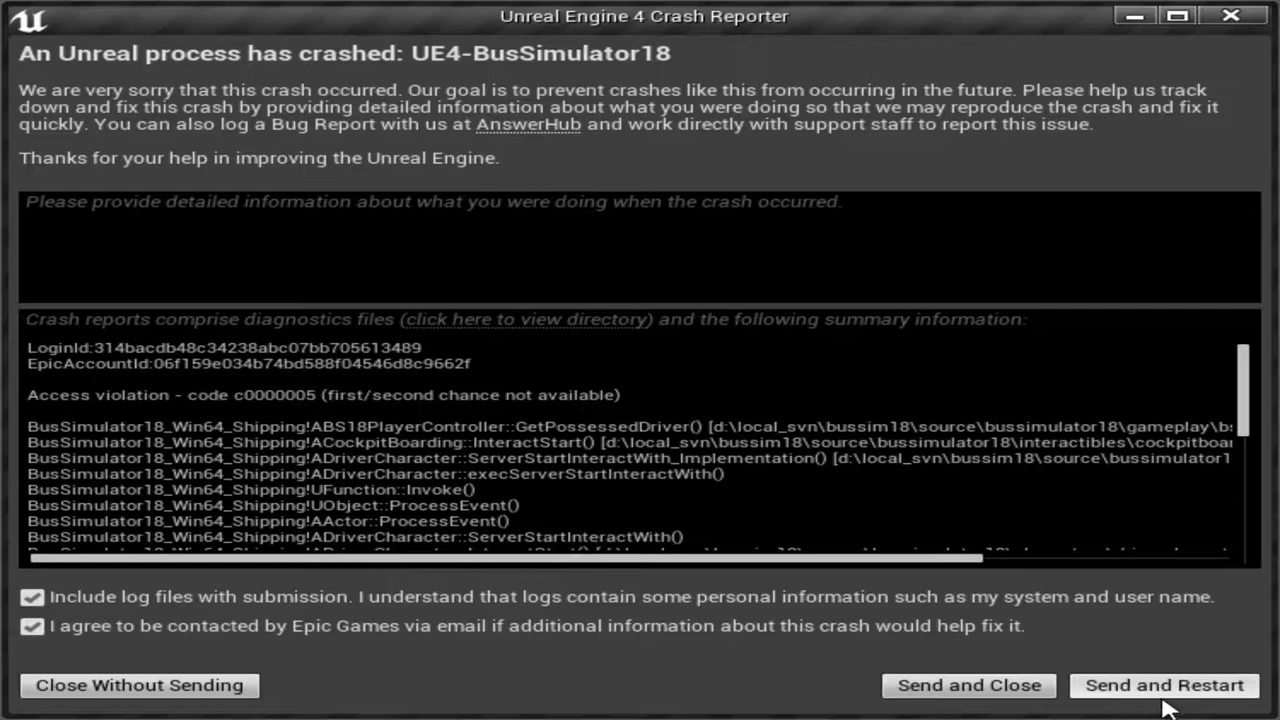 Unreal Engine 4 Crash Reporter
An Unreal process has crashed: UE4-BusSimulator18
We are very sorry that this crash occurred. Our goal is to prevent crashes like this from occurring in the future. Please help us track
down and fix this crash by providing detailed information about what you were doing so that we may reproduce the crash and fix it
quickly. You can also log a Bug Report with us at AnswerHub and work directly with support staff to report this issue.
Thanks for your help in improving the Unreal Engine.
Please provide detailed information about what you were doing when the crash occurred.
Crash reports comprise diagnostics files (click here to view directory) and the following summary information:
LoginId:314bacdb48c34238abc07bb705613489
EpicAccountId:06f159e034b74bd588f04546d8c9662f
Access violation - code c0000005 (first/second chance not available)
BusSimulator18_Win64_Shipping!ABS18PlayerController::GetPossessedDriver() [d:\local_svn\bussim18\source\bussimulator18\gameplay\b
BusSimulator18_Win64_Shipping!ACockpitBoarding::InteractStart() [d:\local_svn\bussim18\source\bussimulator18\interactibles\cockpitboar
BusSimulator18_Win64_Shipping!ADriverCharacter::ServerStartInteractWith_Implementation() [d:\local_svn\bussim18\source\bussimulator1
BusSimulator18_Win64_Shipping!ADriverCharacter::execServerStartInteractWith()
BusSimulator18_Win64_Shipping!UFunction::Invoke()
BusSimulator18_Win64_Shipping!UObject::ProcessEvent()
BusSimulator18_Win64_Shipping!AActor::ProcessEvent()
BusSimulator18_Win64_Shipping!ADriverCharacter::ServerStartInteractWith()
Include log files with submission. I understand that logs contain some personal information such as my system and user name.
I agree to be contacted by Epic Games via email if additional information about this crash would help fix it.
Close Without Sending
Send and Close
Send and Restart